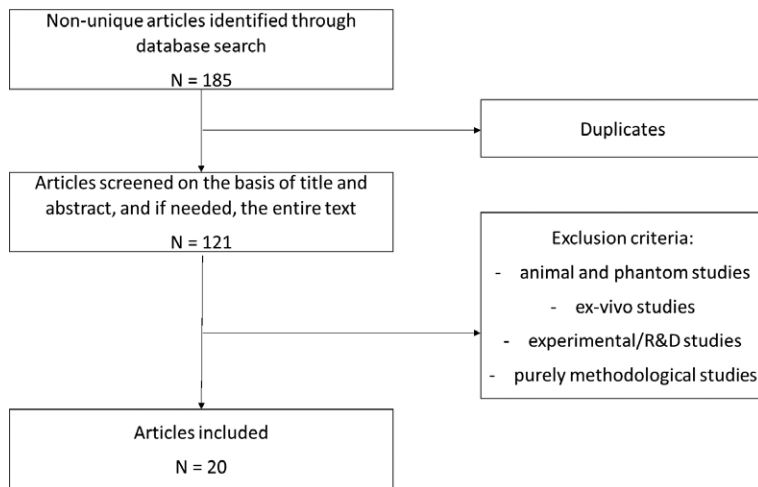 Non-unique articles identified through
database search
N = 185
Duplicates
Articles screened on the basis of title and
abstract, and if needed, the entire text
N = 121
Exclusion criteria:
- animal and phantom studies
- ex-vivo studies
- experimental/R&D studies
- purely methodological studies
Articles included
N = 20